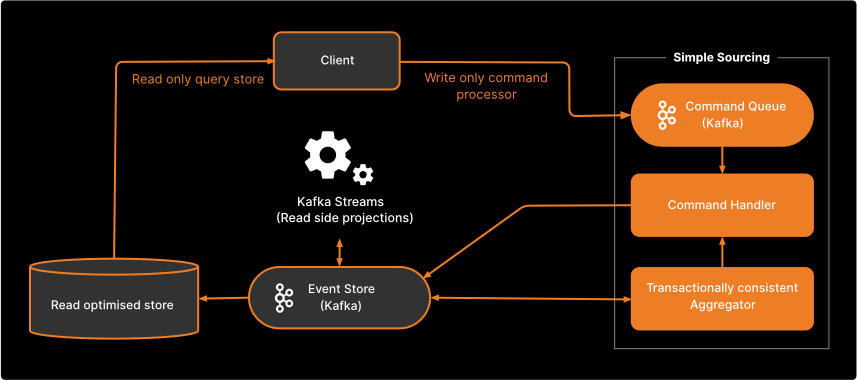 Simple Sourcing
Client
Read only query store
Write only command
processor
Command Queue
(Kafka)
Kafka Streams
(Read side projections)
Command Handler
Read optimised store
Event Store
(Kafka)
Transactionally consistent
Aggregator